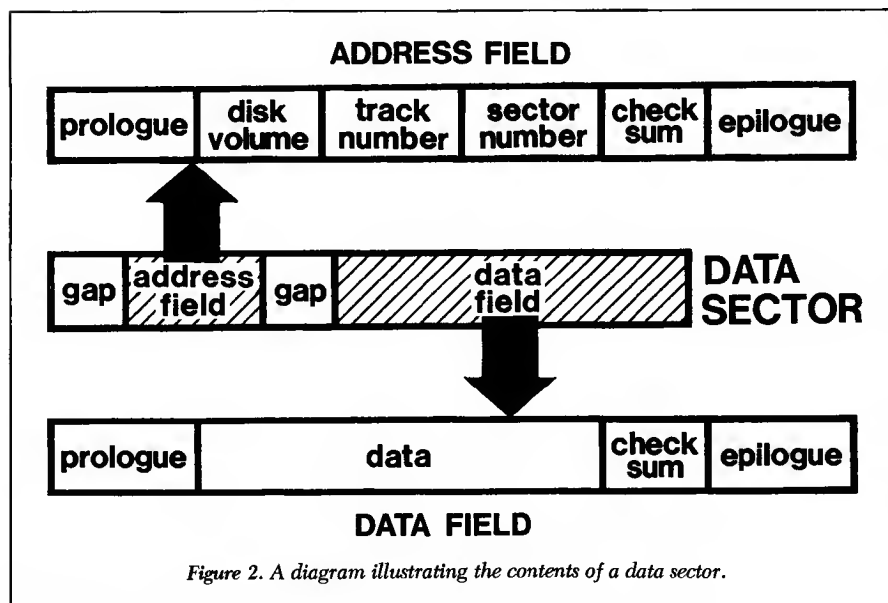 ADDRESS FIELD
prologue disk volume track number sector number check sum epilogue
gap address field gap data field DATA SECTOR
prologue data check sum epilogue
DATA FIELD
Figure 2. A diagram illustrating the contents of a data sector.